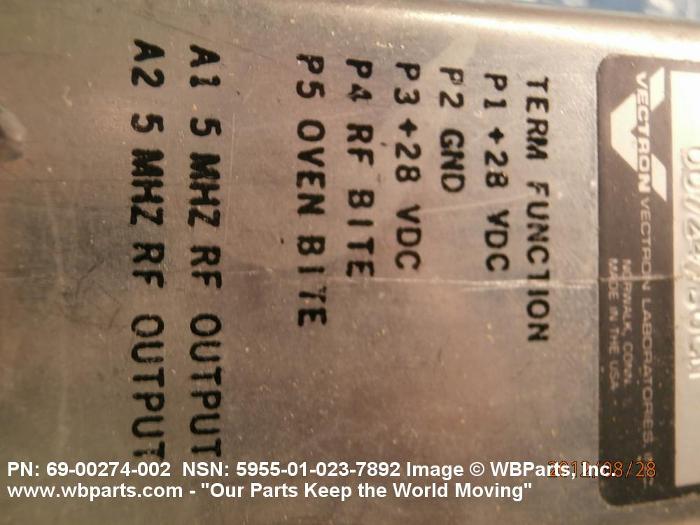 VECTRON
VECTRON LABORATORIES,
NORWALK, CONN.
MADE IN THE USA
TERM FUNCTION
P1 +28 VDC
P2 GND
P3 +28 VDC
P4 RF BITE
P5 OVEN BITE
A1 5 MHZ RF OUTPUT
A2 5 MHZ RF OUTPUT
PN: 69-00274-002 NSN: 5955-01-023-7892 Image © WBParts, Inc.
www.wbparts.com - "Our Parts Keep the World Moving"